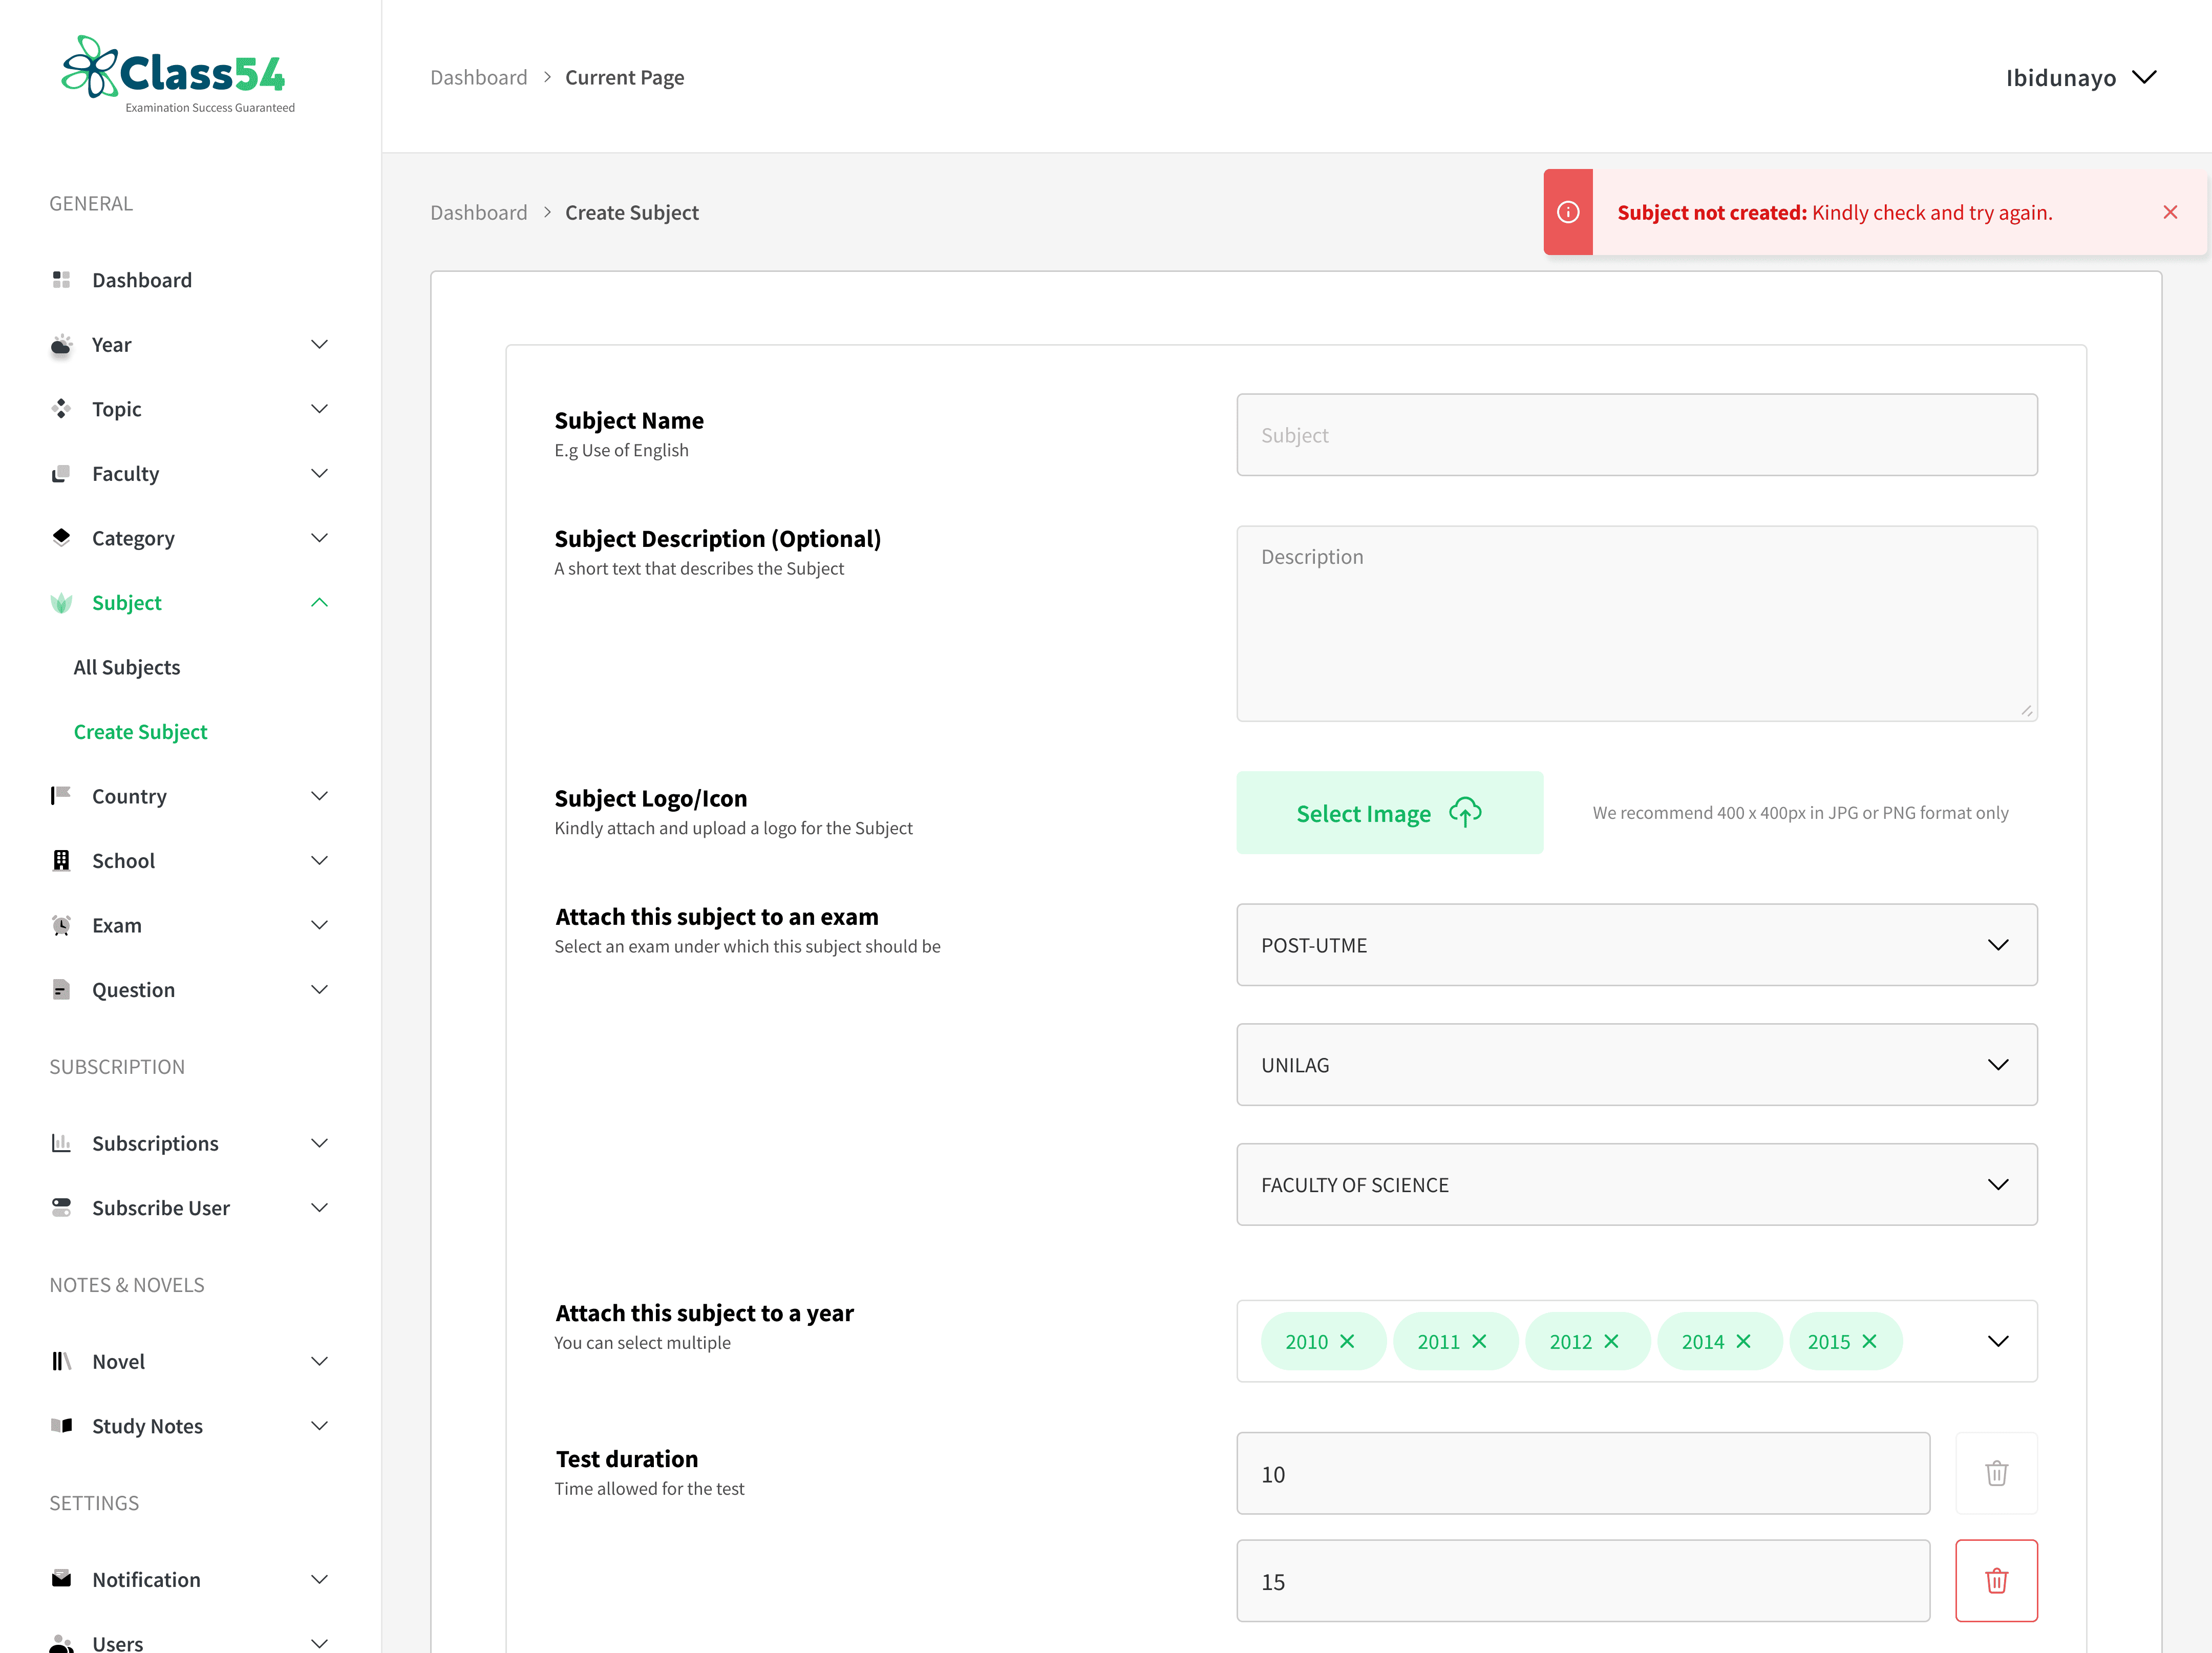 Class54
Examination Success Guaranteed
Dashboard > Current Page
Ibidunayo
GENERAL
Dashboard
Year
Topic
Faculty
Category
Subject
All Subjects
Create Subject
Country
School
Exam
Question
SUBSCRIPTION
Subscriptions
Subscribe User
NOTES & NOVELS
Novel
Study Notes
SETTINGS
Notification
Users
Dashboard > Create Subject
Subject not created: Kindly check and try again.
Subject Name
E.g Use of English
Subject
Subject Description (Optional)
A short text that describes the Subject
Description
Subject Logo/Icon
Kindly attach and upload a logo for the Subject
Select Image
We recommend 400 x 400px in JPG or PNG format only
Attach this subject to an exam
Select an exam under which this subject should be
POST-UTME
UNILAG
FACULTY OF SCIENCE
Attach this subject to a year
You can select multiple
2010 2011 2012 2014 2015
Test duration
Time allowed for the test
10
15